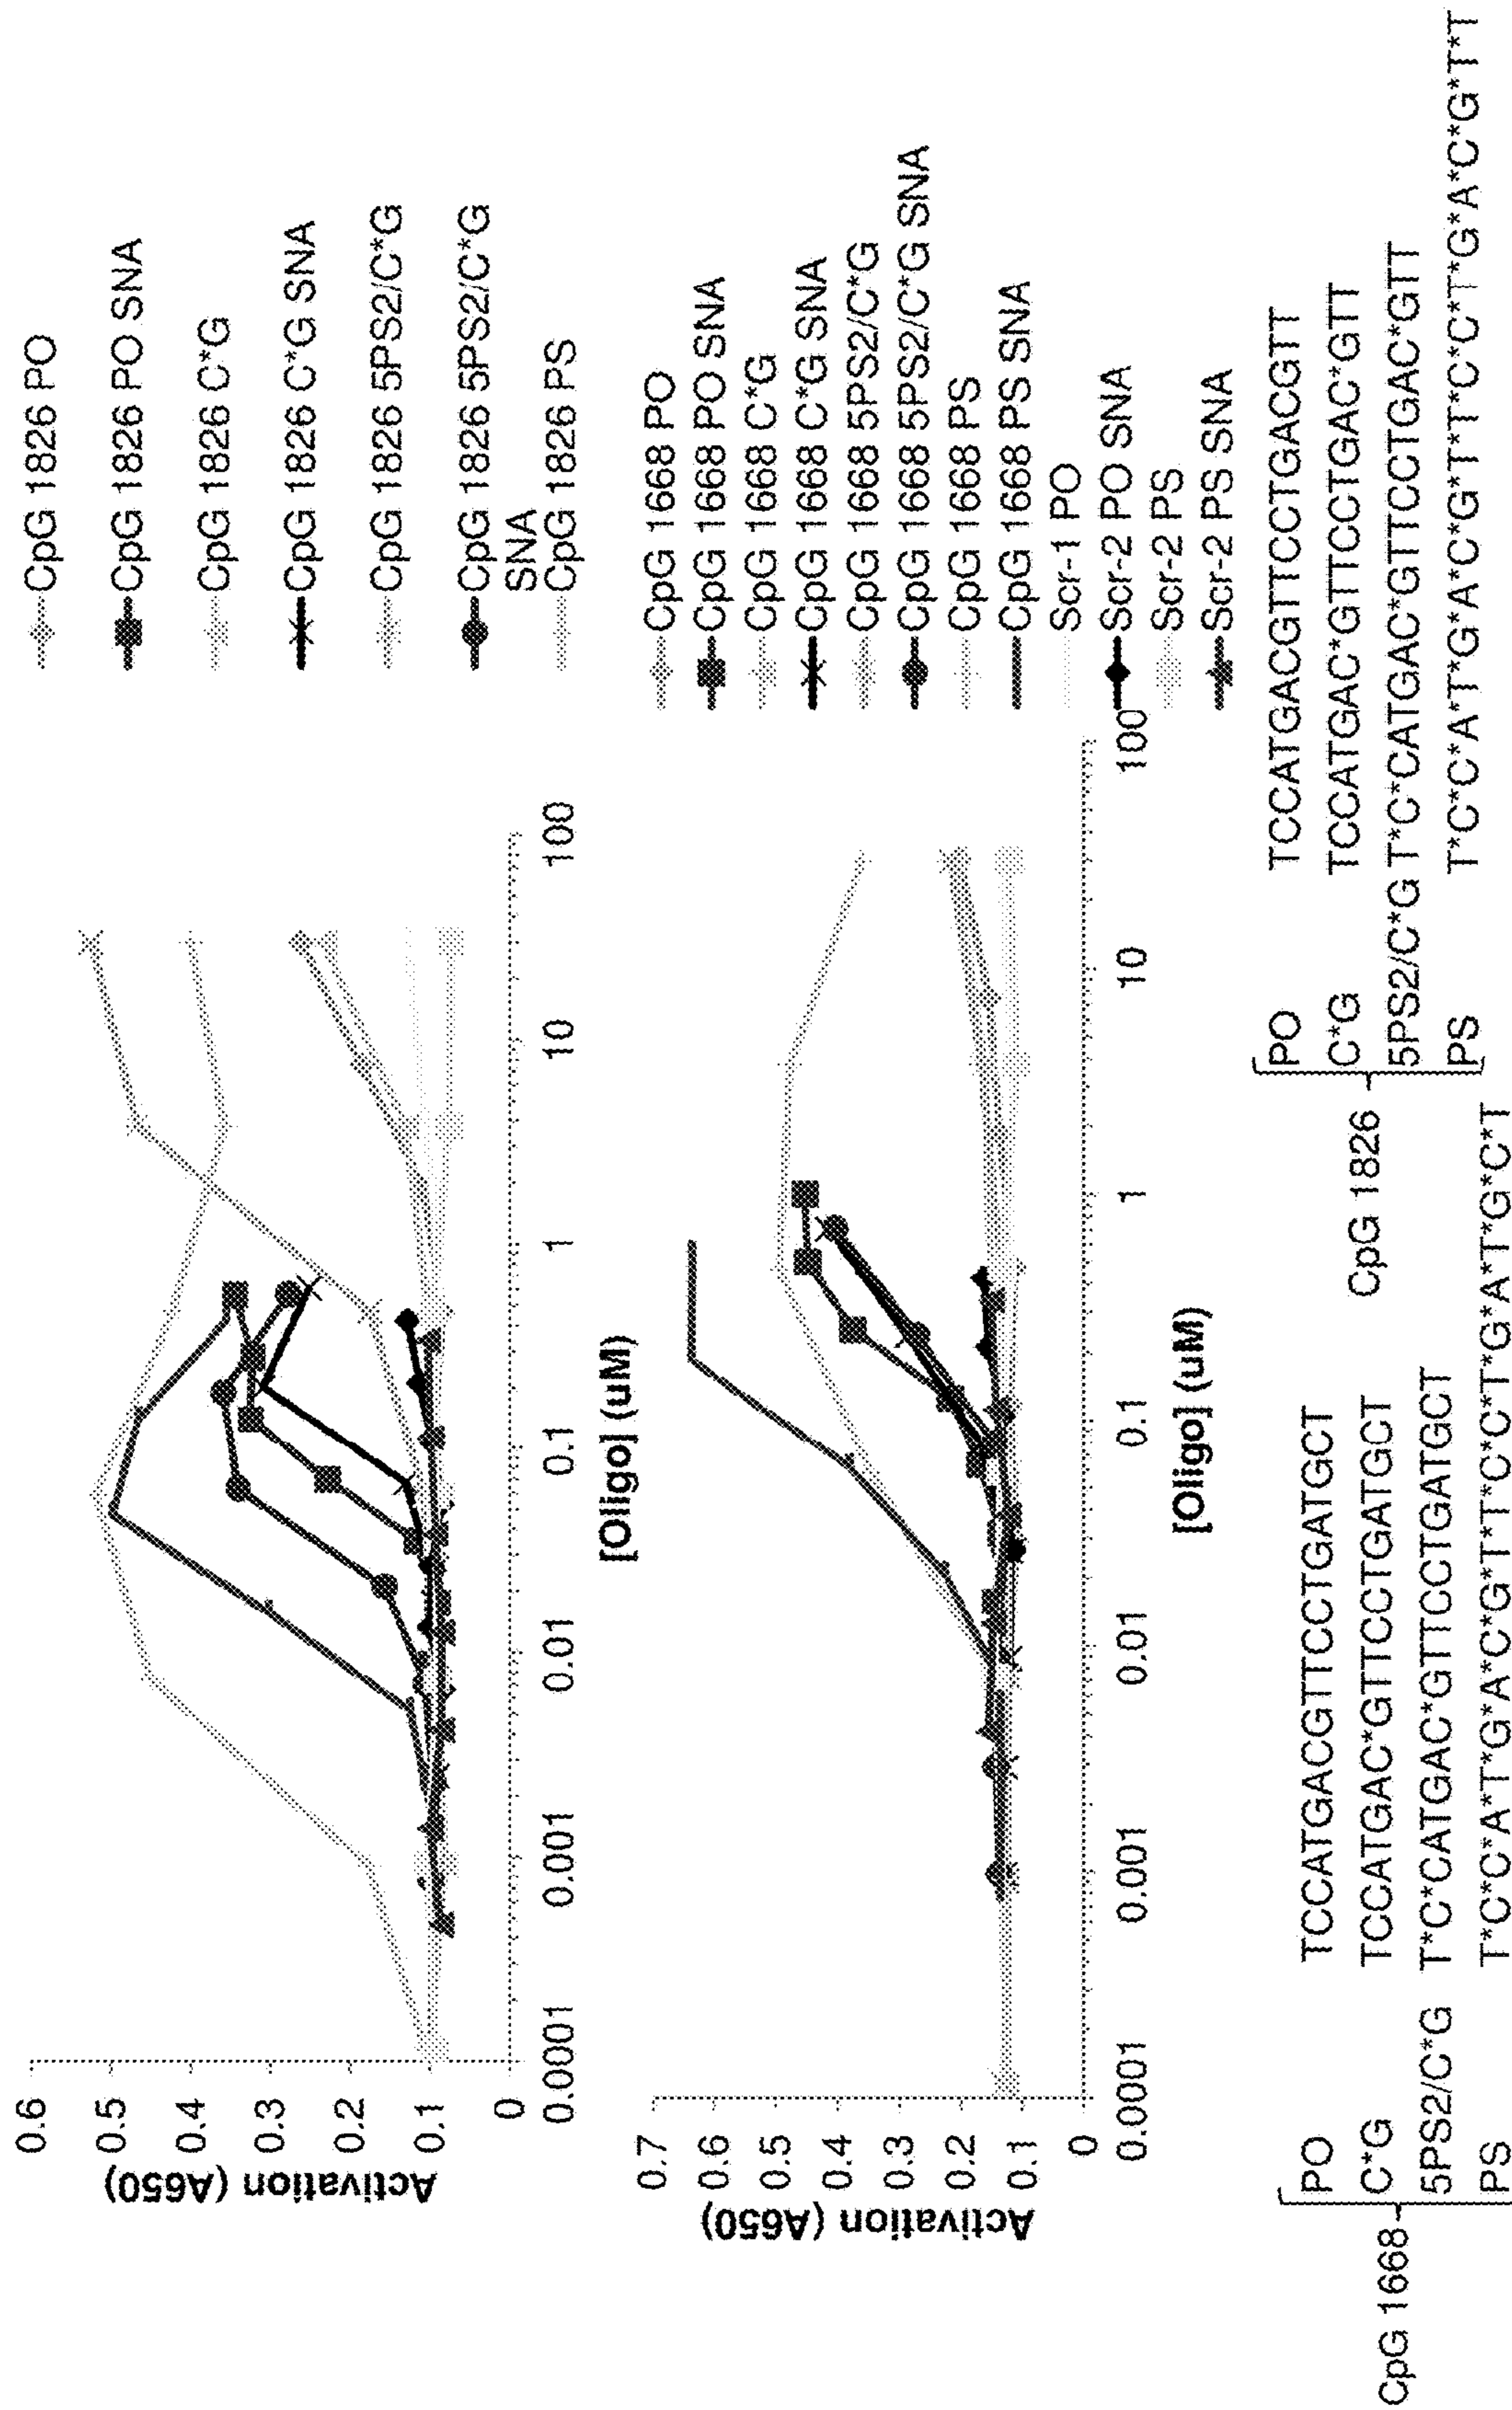 0.6
0.5
0.4
0.3
0.2
0.1
0
Activation (A650)
0.0001
0.001
0.01
0.1
1
10
100
[Oligo] (uM)
CpG 1826 PO
CpG 1826 PO SNA
CpG 1826 C*G
CpG 1826 C*G SNA
CpG 1826 5PS2/C*G
CpG 1826 5PS2/C*G
SNA
CpG 1826 PS
0.7
0.6
0.5
0.4
0.3
0.2
0.1
0
Activation (A650)
0.0001
0.001
0.01
0.1
1
10
100
[Oligo] (uM)
CpG 1668 PO
CpG 1668 PO SNA
CpG 1668 C*G
CpG 1668 C*G SNA
CpG 1668 5PS2/C*G
CpG 1668 5PS2/C*G SNA
CpG 1668 PS
CpG 1668 PS SNA
Scr-1 PO
Scr-2 PO SNA
Scr-2 PS
Scr-2 PS SNA
CpG 1668
PO TCCATGACGTTCCTGATGCT
C*G TCCATGAC*GTTCCTGATGCT
5PS2/C*G T*C*CATGAC*GTTCCTGATGCT
PS T*C*C*A*T*G*A*C*G*T*T*C*C*T*G*A*T*G*C*T
CpG 1826
PO TCCATGACGTTCCTGACGTT
C*G TCCATGAC*GTTCCTGAC*GTT
5PS2/C*G T*C*CATGAC*GTTCCTGAC*GTT
PS T*C*C*A*T*G*A*C*G*T*T*C*C*T*G*A*C*G*T*T